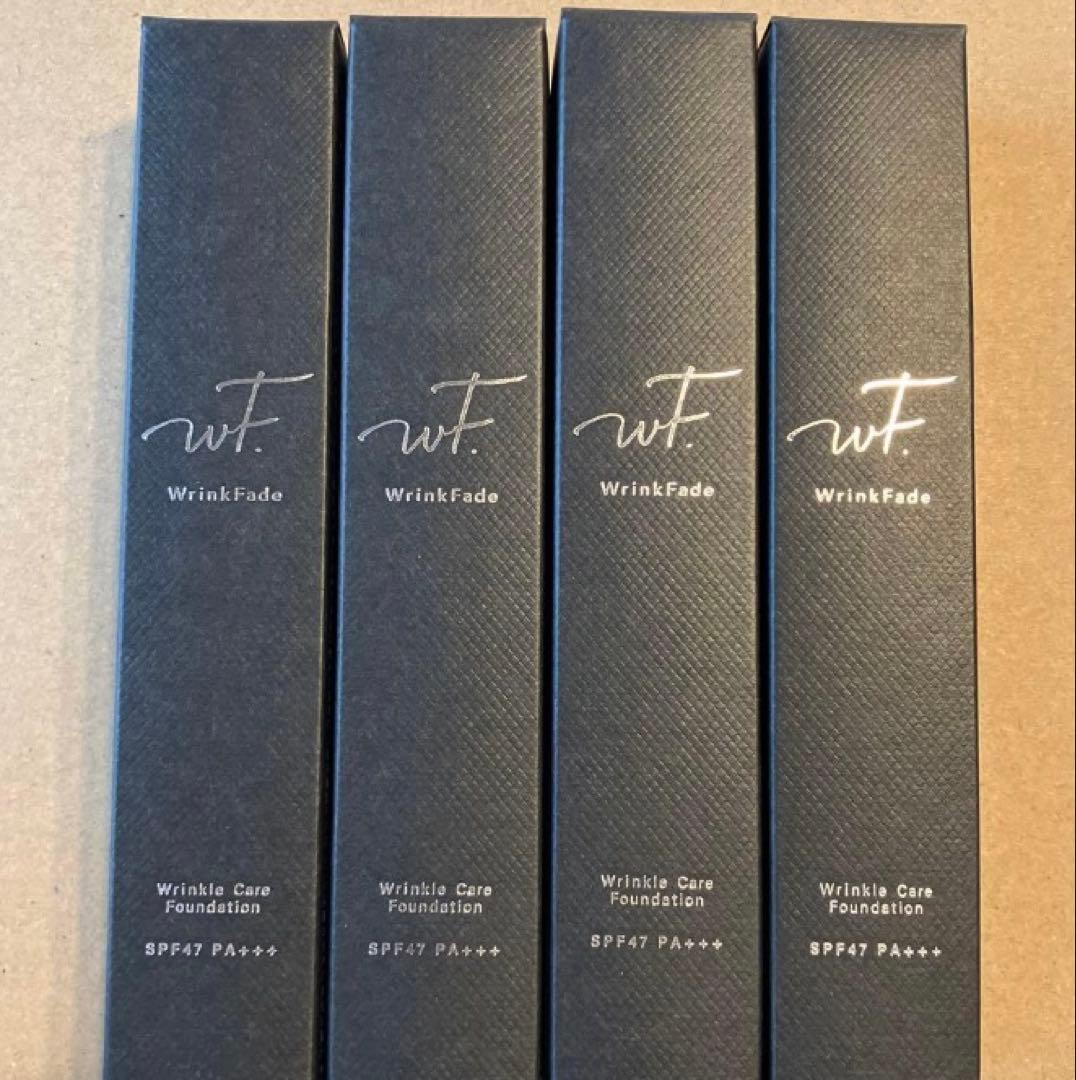 wF.
WrinkFade
Wrinkle Care
Foundation
SPF47 PA+++
wF.
WrinkFade
Wrinkle Care
Foundation
SPF47 PA+++
wF.
WrinkFade
Wrinkle Care
Foundation
SPF47 PA+++
wF.
WrinkFade
Wrinkle Care
Foundation
SPF47 PA+++